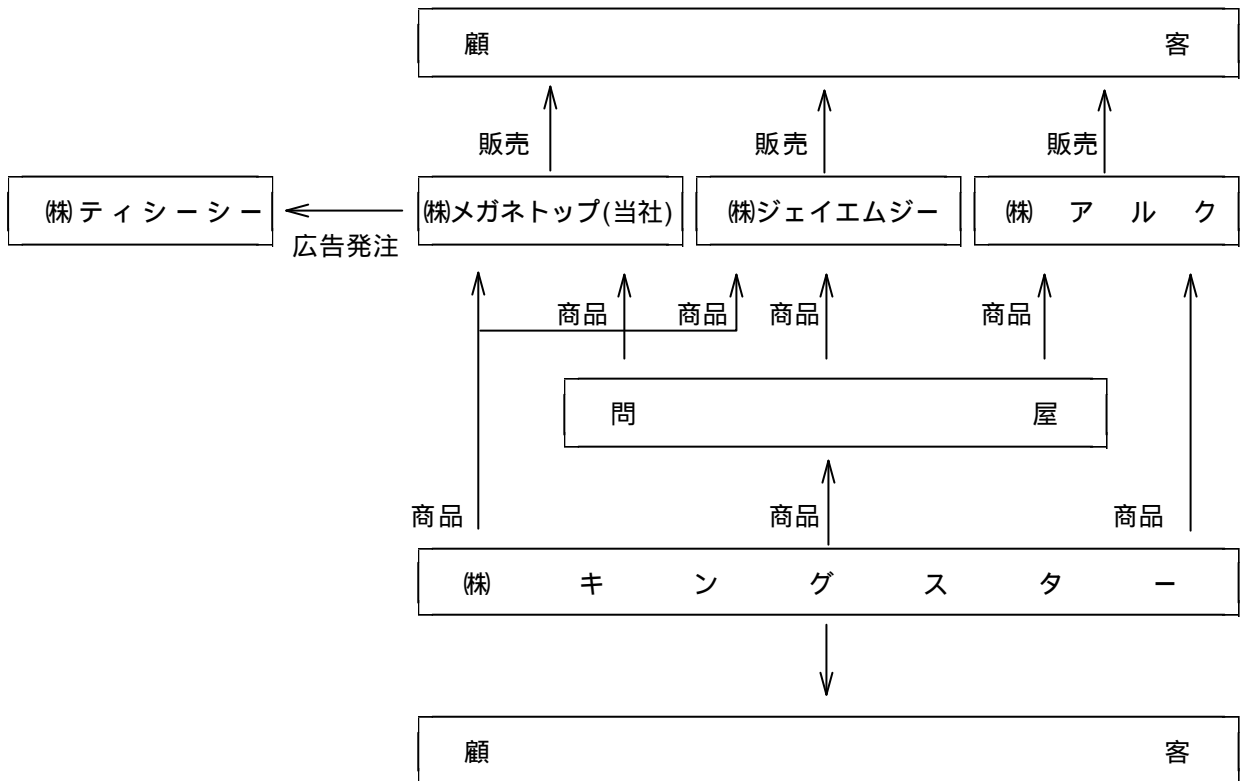 顧客
販売 販売 販売
㈱ティシーシー ㈱メガネトップ(当社) ㈱ジェイエムジー ㈱アルク
広告発注
商品 商品 商品 商品
問屋
商品 商品 商品
㈱キングスター
顧客